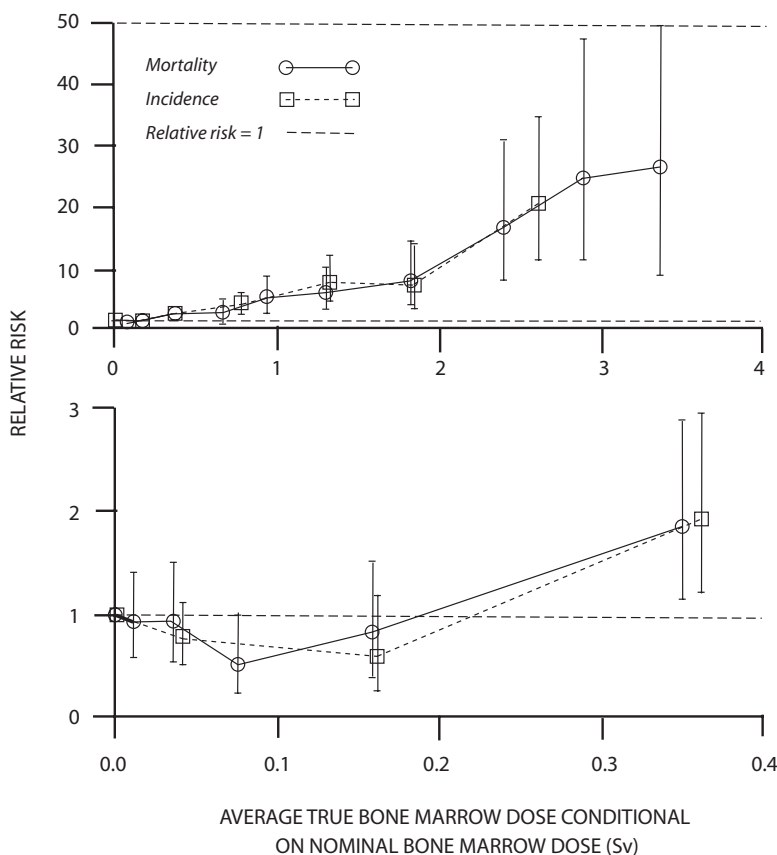 50
40
30
20
10
0
Mortality
Incidence
Relative risk = 1
0 1 2 3 4
RELATIVE RISK
3
2
1
0
0.0 0.1 0.2 0.3 0.4
AVERAGE TRUE BONE MARROW DOSE CONDITIONAL
ON NOMINAL BONE MARROW DOSE (Sv)